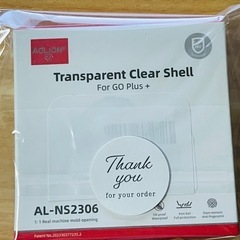 AOLION
Transparent Clear Shell
For GO Plus +
Thank
you
for your order
AL-NS2306
1: 1 Real machine mold opening